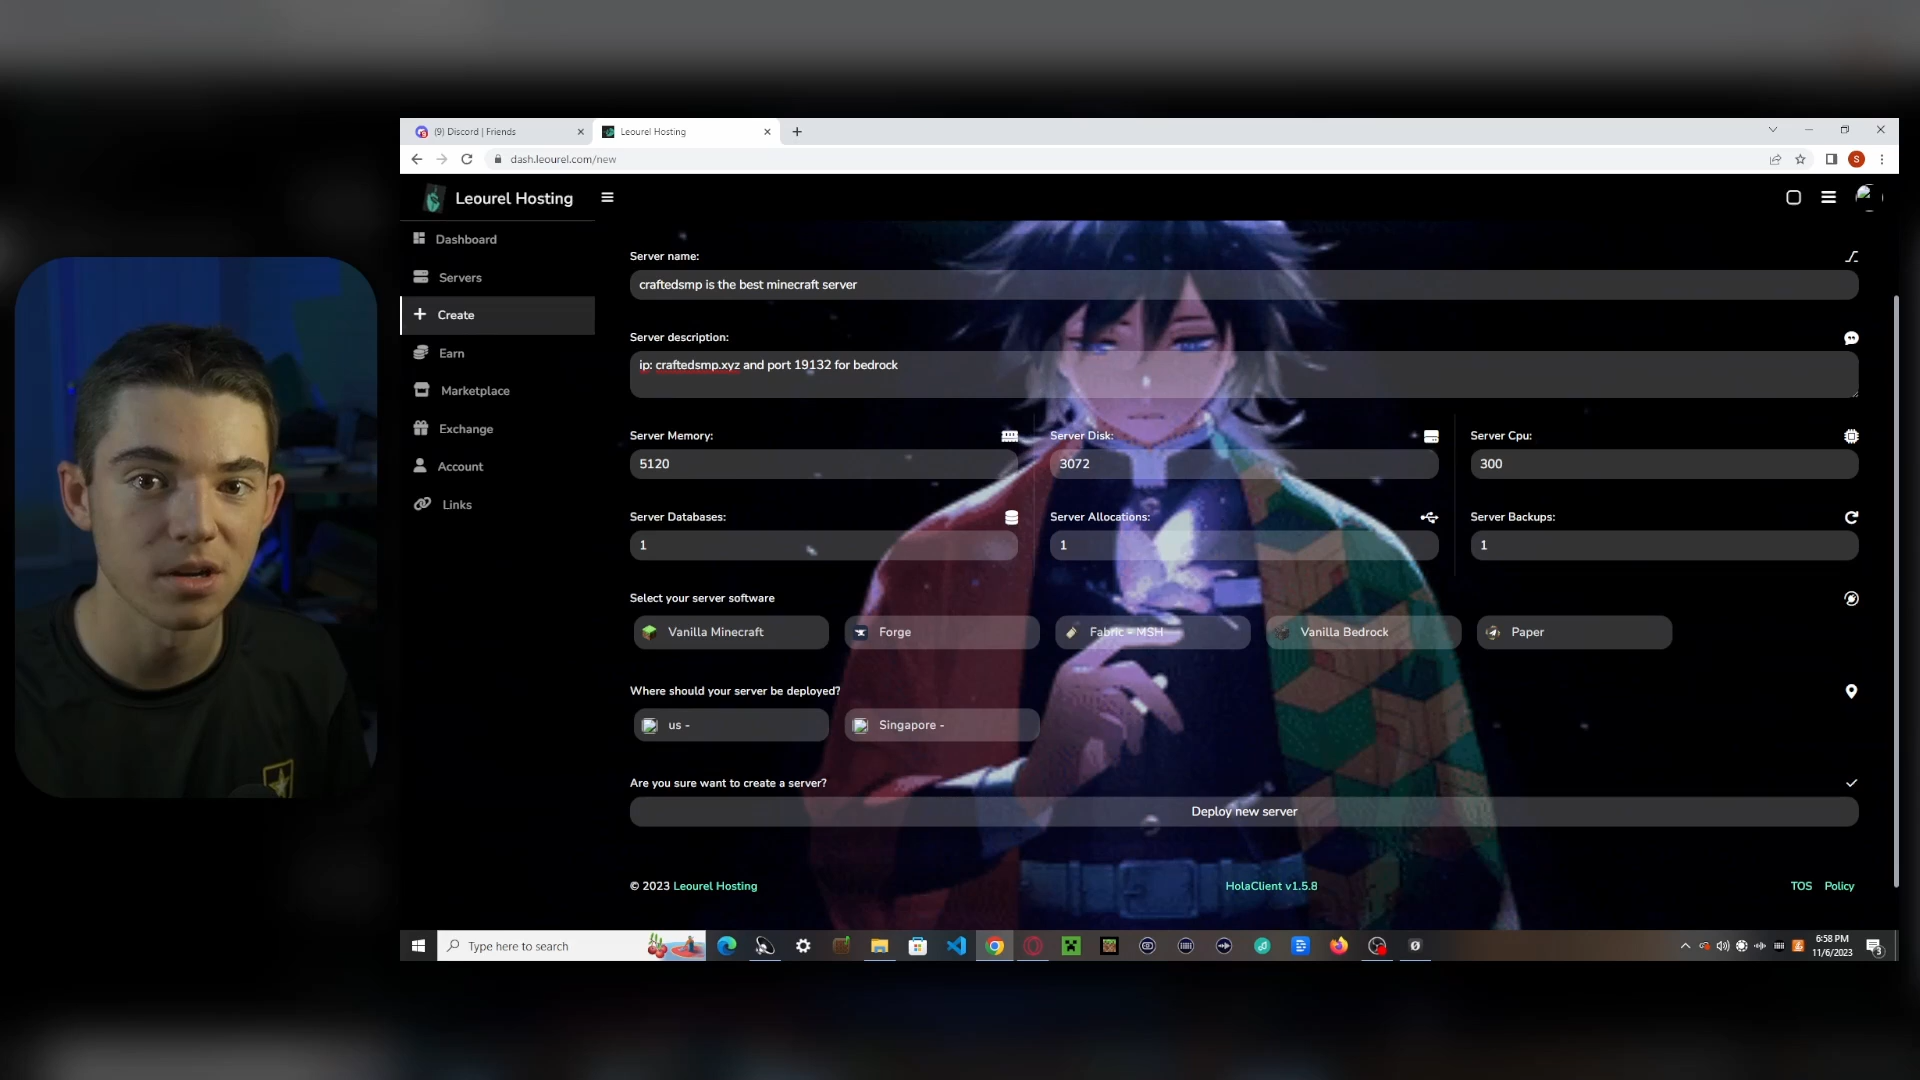 (9) Discord | Friends
Leourel Hosting
dash.leourel.com/new
S
Leourel Hosting
Dashboard
Servers
Create
Earn
Marketplace
Exchange
Account
Links
Server name:
craftedsmp is the best minecraft server
Server description:
ip: craftedsmp.xyz and port 19132 for bedrock
Server Memory:
Server Disk:
Server Cpu:
5120
3072
300
Server Databases:
Server Allocations:
Server Backups:
1
1
1
Select your server software
Vanilla Minecraft
Forge
Fabric - MSH
Vanilla Bedrock
Paper
Where should your server be deployed?
us -
Singapore -
Are you sure want to create a server?
Deploy new server
© 2023 Leourel Hosting
HolaClient v1.5.8
TOS Policy
Type here to search
6:58 PM
11/6/2023
3